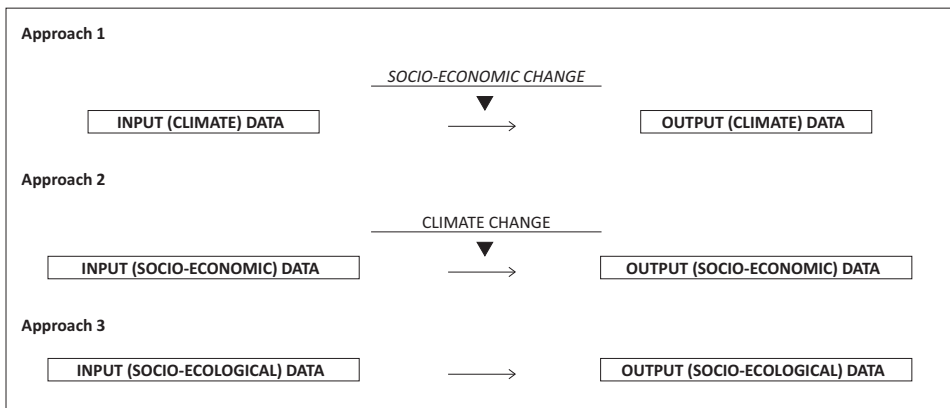 Approach 1
SOCIO-ECONOMIC CHANGE
INPUT (CLIMATE) DATA OUTPUT (CLIMATE) DATA
Approach 2
CLIMATE CHANGE
INPUT (SOCIO-ECONOMIC) DATA OUTPUT (SOCIO-ECONOMIC) DATA
Approach 3
INPUT (SOCIO-ECOLOGICAL) DATA OUTPUT (SOCIO-ECOLOGICAL) DATA